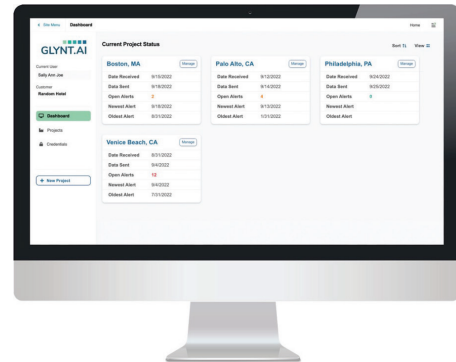 Site Menu Dashboard Home
GLYNT.AI
Current User
Sally Ann Joe
Customer
Random Hotel
Dashboard
Projects
Credentials
+ New Project
Current Project Status
Sort View
Boston, MA Manage
Date Received 9/15/2022
Date Sent 9/18/2022
Open Alerts
Newest Alert 9/18/2022
Oldest Alert 8/31/2022
Palo Alto, CA Manage
Date Received 9/12/2022
Date Sent 9/14/2022
Open Alerts 4
Newest Alert 9/13/2022
Oldest Alert 1/31/2022
Philadelphia, PA Manage
Date Received 9/24/2022
Date Sent 9/29/2022
Open Alerts 0
Newest Alert
Oldest Alert
Venice Beach, CA Manage
Date Received 8/31/2022
Date Sent 9/4/2022
Open Alerts 12
Newest Alert 9/4/2022
Oldest Alert 7/31/2022